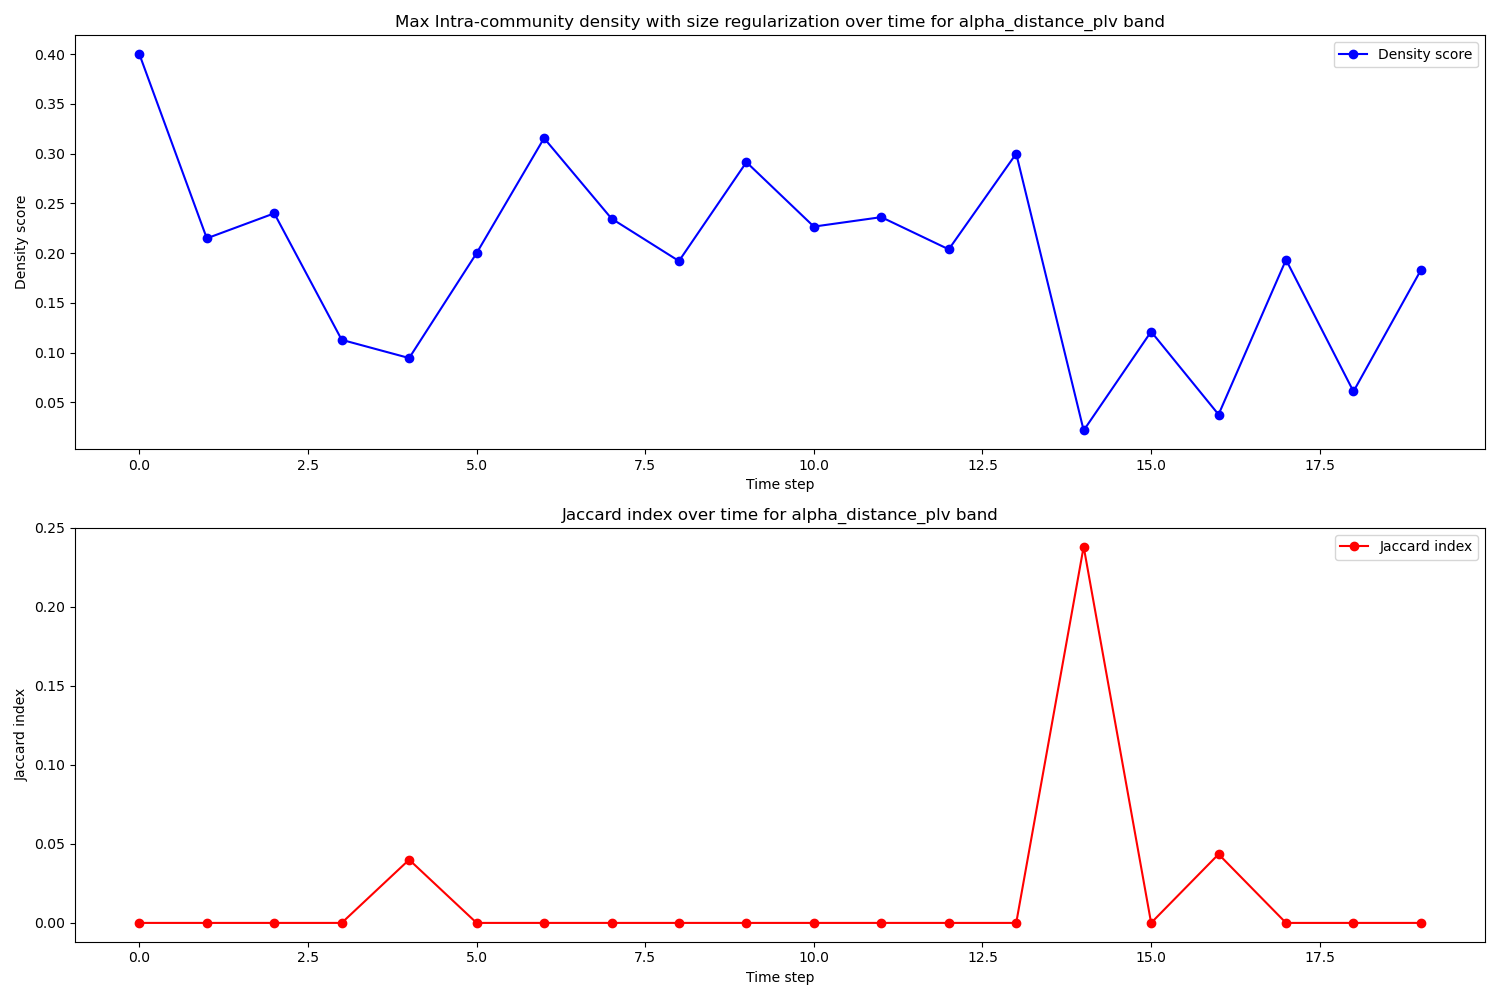 Max Intra-community density with size regularization over time for alpha_distance_plv band
Density score
0.40
0.35
0.30
0.25
0.20
0.15
0.10
0.05
Density score
0.0 2.5 5.0 7.5 10.0 12.5 15.0 17.5
Time step
Jaccard index over time for alpha_distance_plv band
Jaccard index
0.25
0.20
0.15
0.10
0.05
0.00
Jaccard index
0.0 2.5 5.0 7.5 10.0 12.5 15.0 17.5
Time step